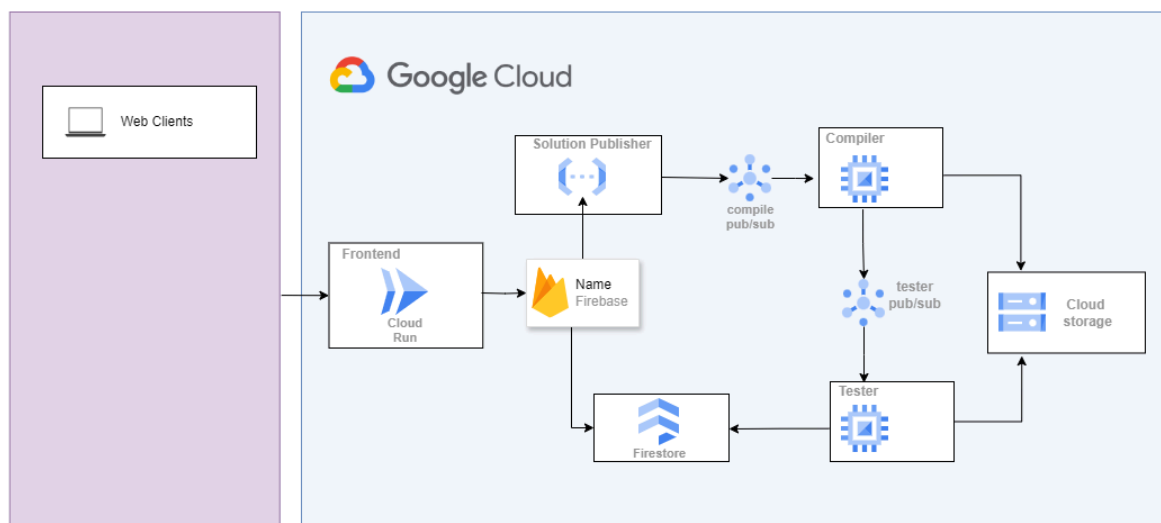 Google Cloud
Web Clients
Solution Publisher
Compiler
compile
pub/sub
Frontend
Cloud
Run
Name
Firebase
tester
pub/sub
Cloud
storage
Tester
Firestore